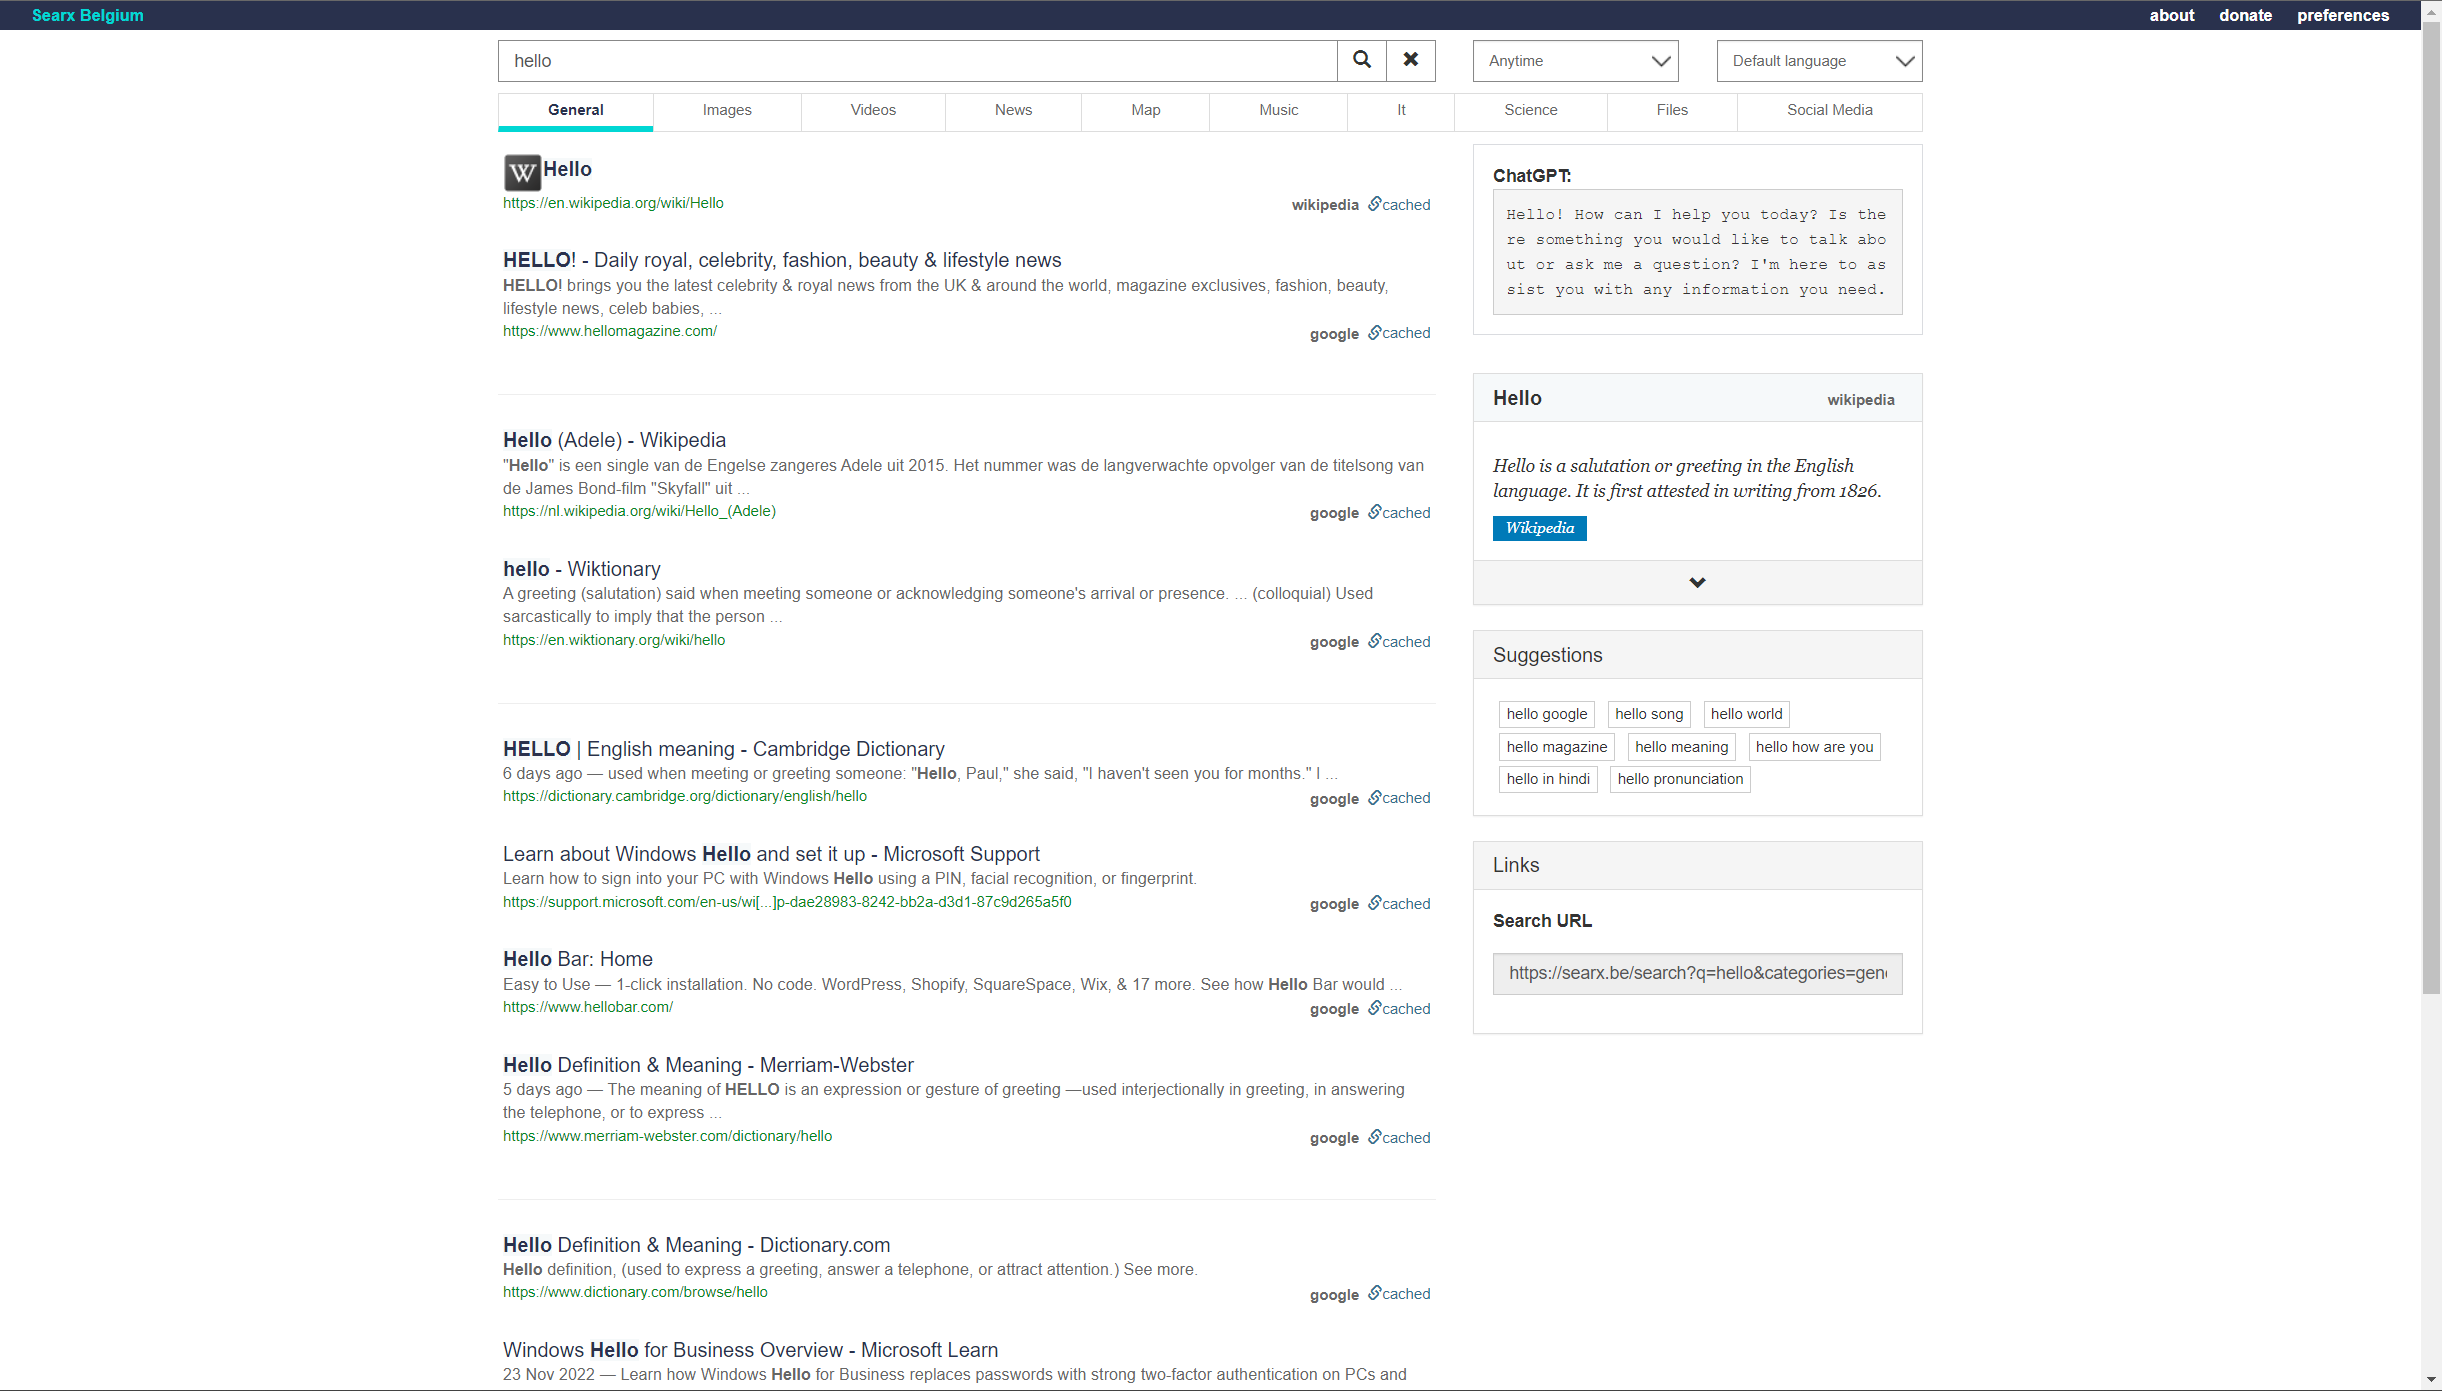 Searx Belgium
about donate preferences
hello
Anytime
Default language
General Images Videos News Map Music It Science Files Social Media
W Hello
https://en.wikipedia.org/wiki/Hello
wikipedia cached
HELLO! - Daily royal, celebrity, fashion, beauty & lifestyle news
HELLO! brings you the latest celebrity & royal news from the UK & around the world, magazine exclusives, fashion, beauty,
lifestyle news, celeb babies, ...
https://www.hellomagazine.com/
google cached
Hello (Adele) - Wikipedia
"Hello" is een single van de Engelse zangeres Adele uit 2015. Het nummer was de langverwachte opvolger van de titelsong van
de James Bond-film "Skyfall" uit ...
https://nl.wikipedia.org/wiki/Hello_(Adele)
google cached
hello - Wiktionary
A greeting (salutation) said when meeting someone or acknowledging someone's arrival or presence. ... (colloquial) Used
sarcastically to imply that the person ...
https://en.wiktionary.org/wiki/hello
google cached
HELLO | English meaning - Cambridge Dictionary
6 days ago — used when meeting or greeting someone: "Hello, Paul," she said, "I haven't seen you for months." I ...
https://dictionary.cambridge.org/dictionary/english/hello
google cached
Learn about Windows Hello and set it up - Microsoft Support
Learn how to sign into your PC with Windows Hello using a PIN, facial recognition, or fingerprint.
https://support.microsoft.com/en-us/wi[...]p-dae28983-8242-bb2a-d3d1-87c9d265a5f0
google cached
Hello Bar: Home
Easy to Use — 1-click installation. No code. WordPress, Shopify, SquareSpace, Wix, & 17 more. See how Hello Bar would ...
https://www.hellobar.com/
google cached
Hello Definition & Meaning - Merriam-Webster
5 days ago — The meaning of HELLO is an expression or gesture of greeting —used interjectionally in greeting, in answering
the telephone, or to express ...
https://www.merriam-webster.com/dictionary/hello
google cached
Hello Definition & Meaning - Dictionary.com
Hello definition, (used to express a greeting, answer a telephone, or attract attention.) See more.
https://www.dictionary.com/browse/hello
google cached
Windows Hello for Business Overview - Microsoft Learn
23 Nov 2022 — Learn how Windows Hello for Business replaces passwords with strong two-factor authentication on PCs and
ChatGPT:
Hello! How can I help you today? Is the
re something you would like to talk abo
ut or ask me a question? I'm here to as
sist you with any information you need.
Hello wikipedia
Hello is a salutation or greeting in the English
language. It is first attested in writing from 1826.
Wikipedia
Suggestions
hello google hello song hello world
hello magazine hello meaning hello how are you
hello in hindi hello pronunciation
Links
Search URL
https://searx.be/search?q=hello&categories=gen